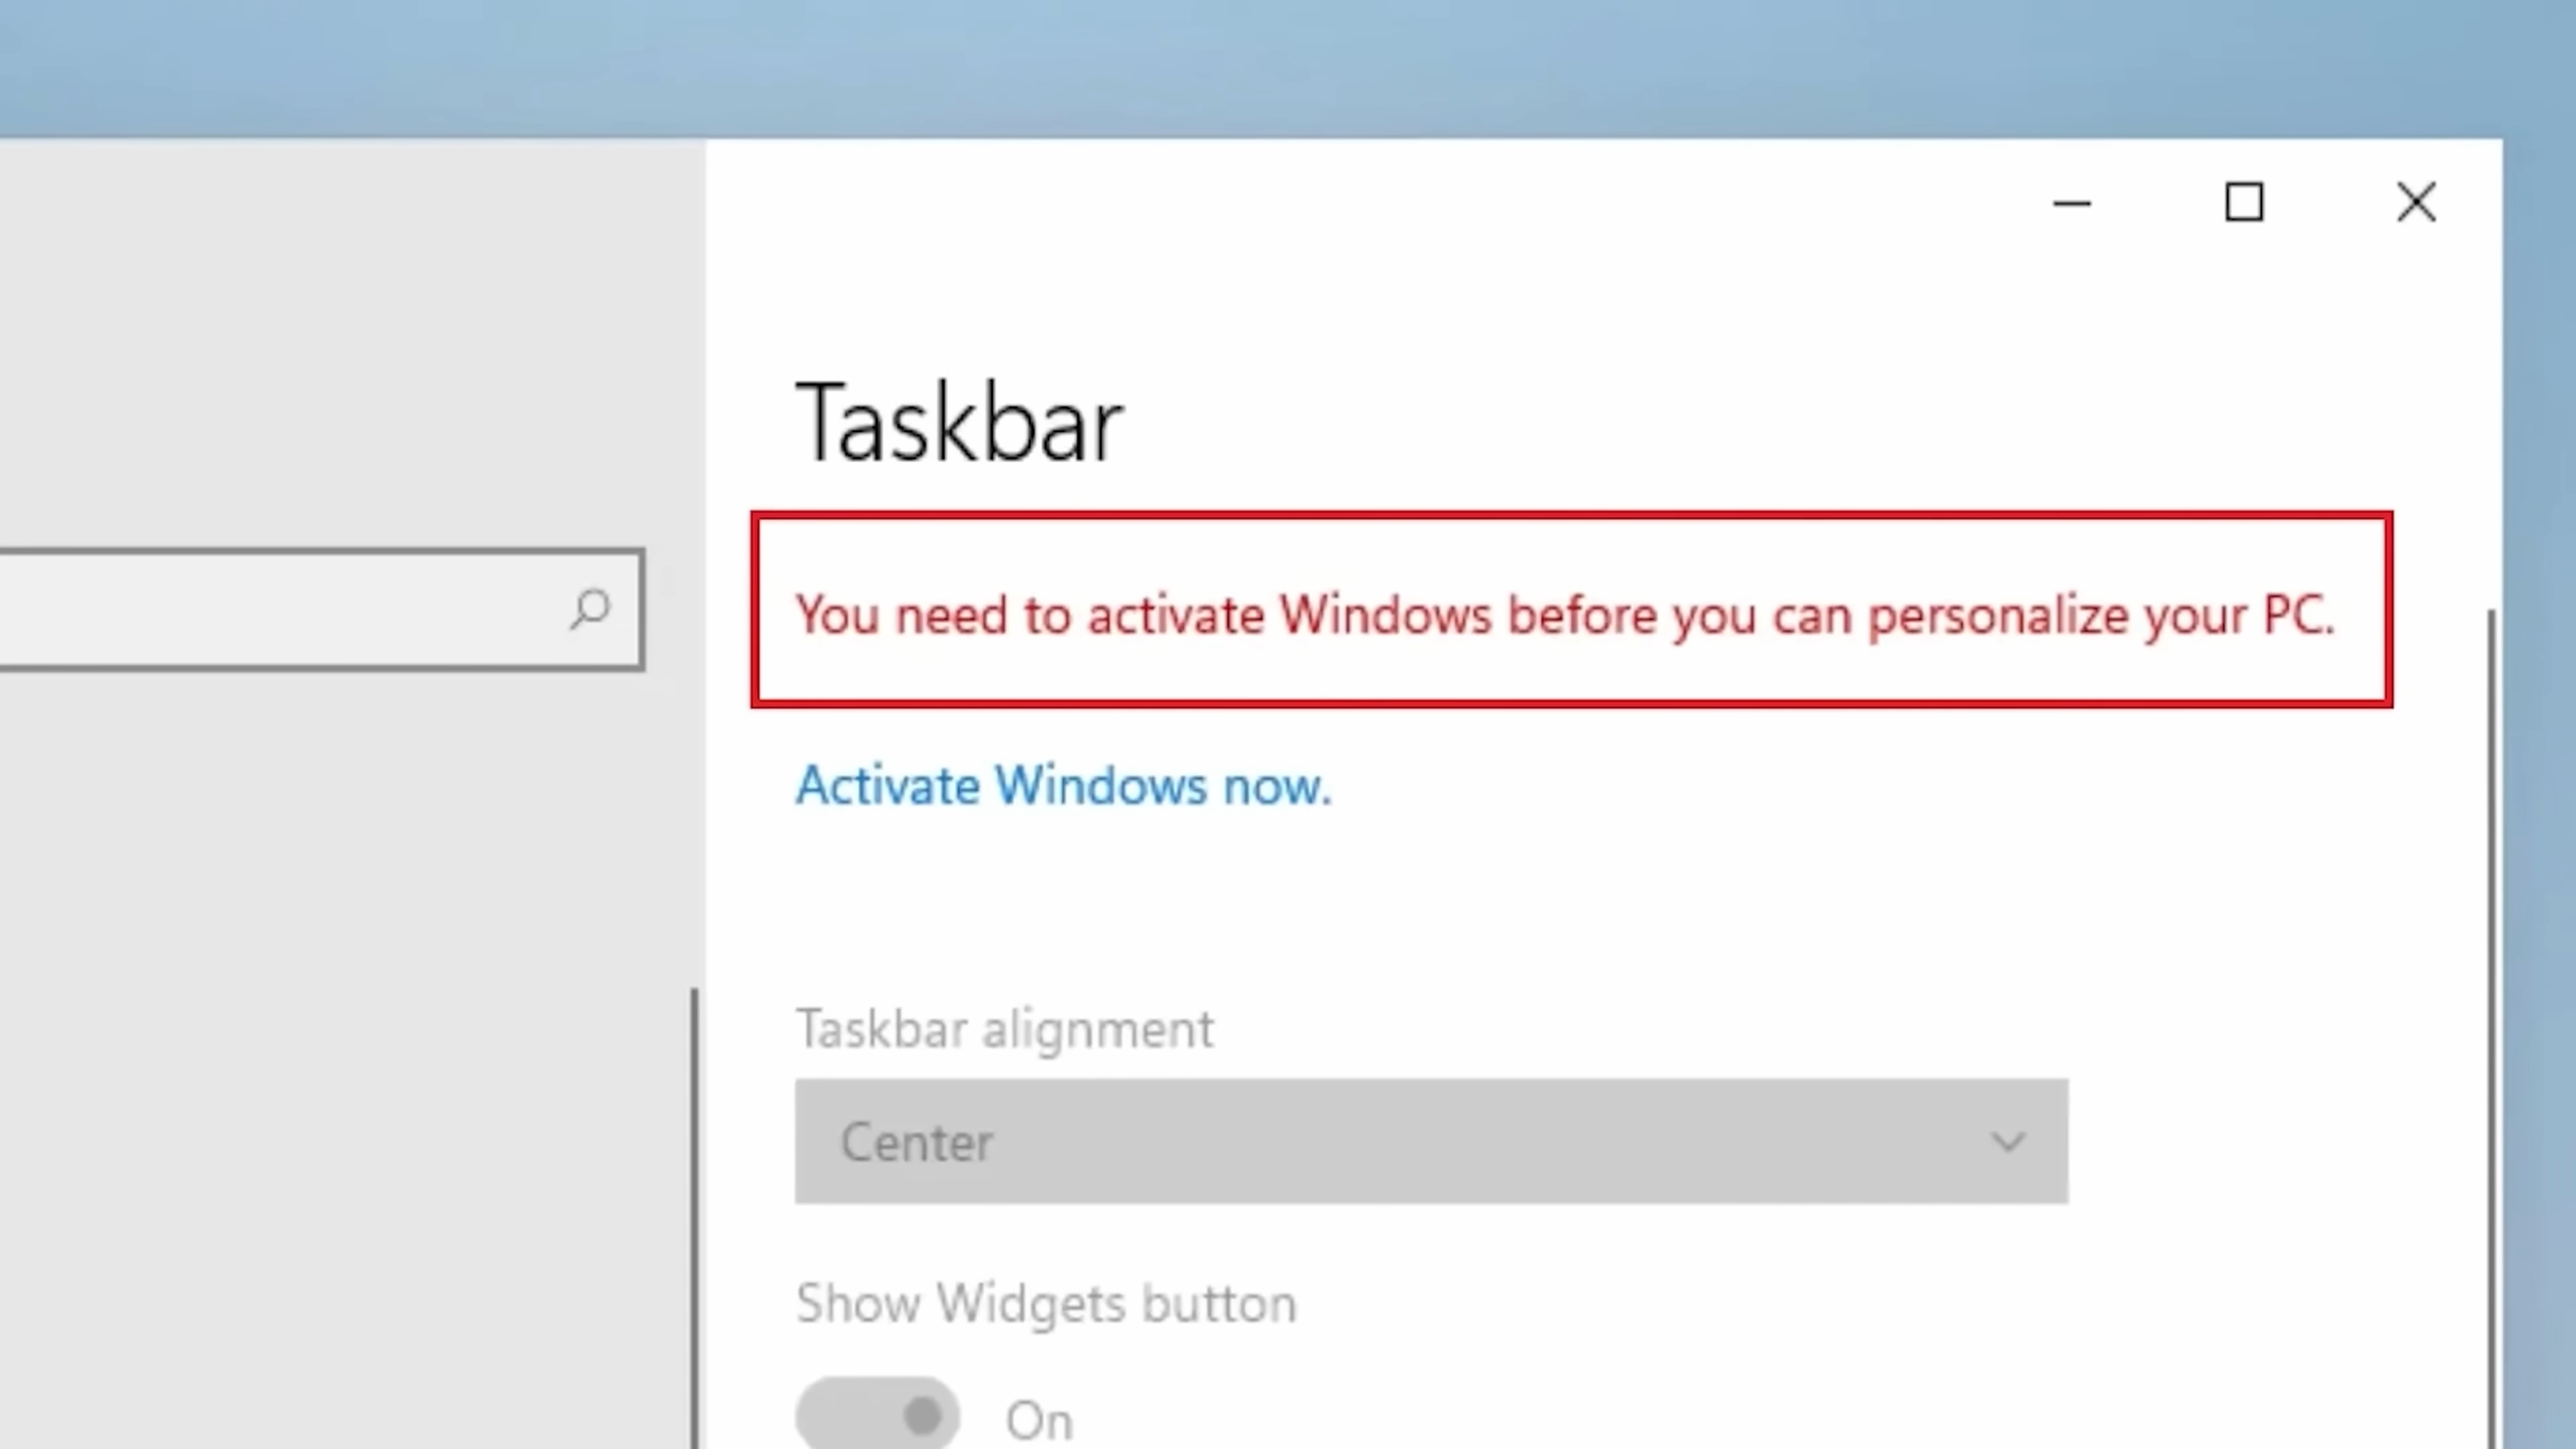 Taskbar
You need to activate Windows before you can personalize your PC.
Activate Windows now.
Taskbar alignment
Center
Show Widgets button
On